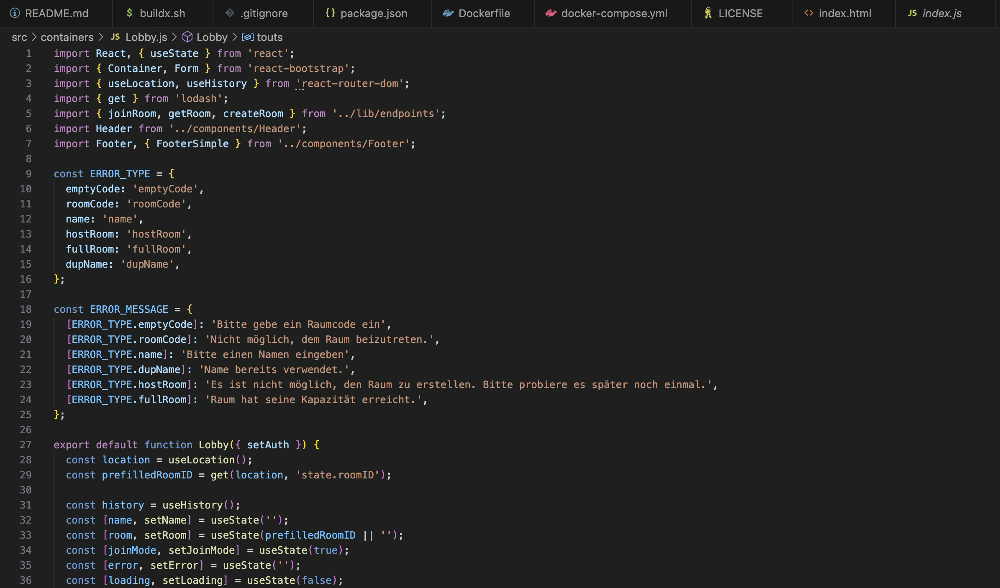 README.md $ buildx.sh .gitignore {} package.json Dockerfile docker-compose.yml LICENSE <> index.html JS index.js
src > containers > JS Lobby.js > Lobby > touts
1 import React, { useState } from 'react';
2 import { Container, Form } from 'react-bootstrap';
3 import { useLocation, useHistory } from 'react-router-dom';
4 import { get } from 'lodash';
5 import { joinRoom, getRoom, createRoom } from '../lib/endpoints';
6 import Header from '../components/Header';
7 import Footer, { FooterSimple } from '../components/Footer';
8
9 const ERROR_TYPE = {
10   emptyCode: 'emptyCode',
11   roomCode: 'roomCode',
12   name: 'name',
13   hostRoom: 'hostRoom',
14   fullRoom: 'fullRoom',
15   dupName: 'dupName',
16 };
17
18 const ERROR_MESSAGE = {
19   [ERROR_TYPE.emptyCode]: 'Bitte gebe ein Raumcode ein',
20   [ERROR_TYPE.roomCode]: 'Nicht möglich, dem Raum beizutreten.',
21   [ERROR_TYPE.name]: 'Bitte einen Namen eingeben',
22   [ERROR_TYPE.dupName]: 'Name bereits verwendet.',
23   [ERROR_TYPE.hostRoom]: 'Es ist nicht möglich, den Raum zu erstellen. Bitte probiere es später noch einmal.',
24   [ERROR_TYPE.fullRoom]: 'Raum hat seine Kapazität erreicht.',
25 };
26
27 export default function Lobby({ setAuth }) {
28   const location = useLocation();
29   const prefilledRoomID = get(location, 'state.roomID');
30
31   const history = useHistory();
32   const [name, setName] = useState('');
33   const [room, setRoom] = useState(prefilledRoomID || '');
34   const [joinMode, setJoinMode] = useState(true);
35   const [error, setError] = useState('');
36   const [loading, setLoading] = useState(false);